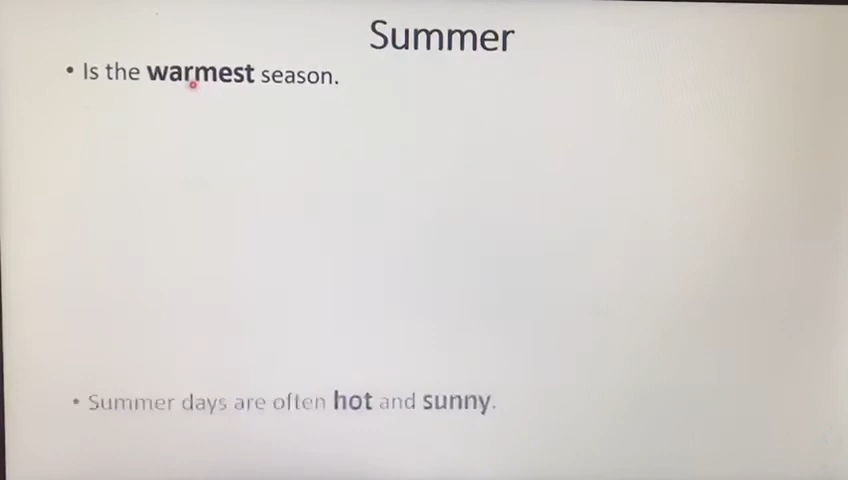 Summer
• Is the warmest season.
• Summer days are often hot and sunny.